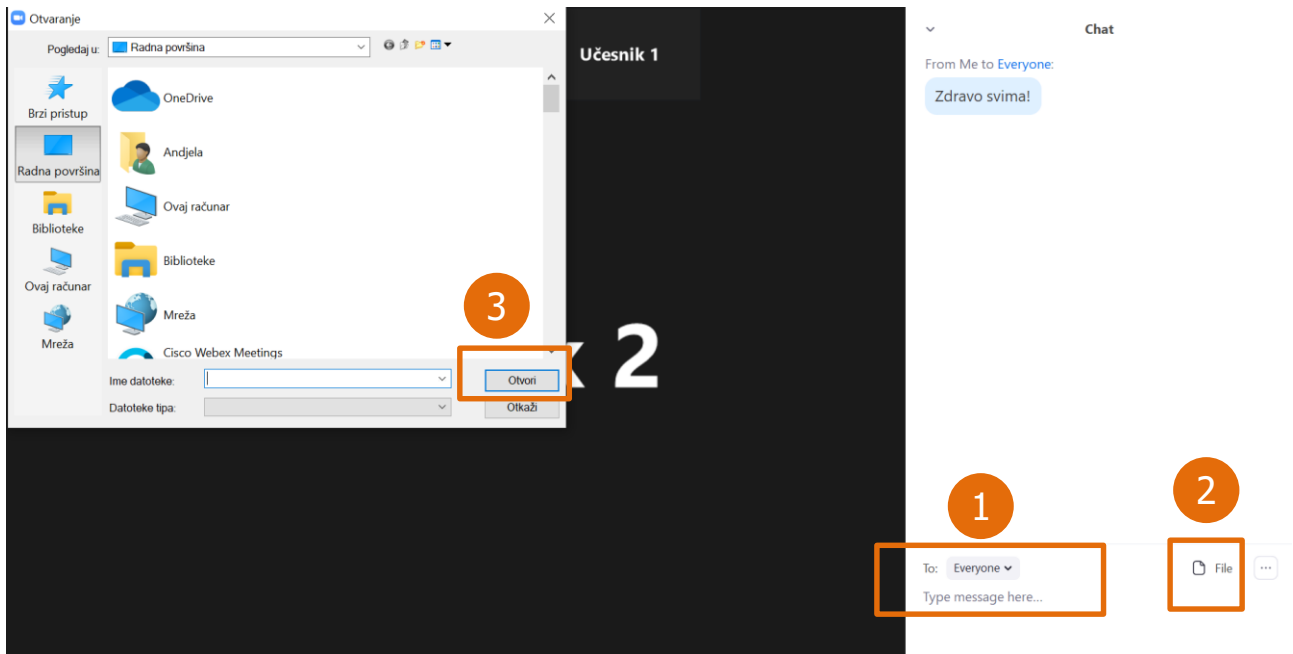 Otvaranje
Pogledaj u:
Radna površina
Brzi pristup
Radna površina
Biblioteke
Ovaj računar
Mreža
OneDrive
Andjela
Ovaj računar
Biblioteke
Mreža
Cisco Webex Meetings
Ime datoteke:
Otvori
Datoteke tipa:
Otkaži
3
Učesnik 1
2
Chat
From Me to Everyone:
Zdravo svima!
1
2
To: Everyone
File
...
Type message here...